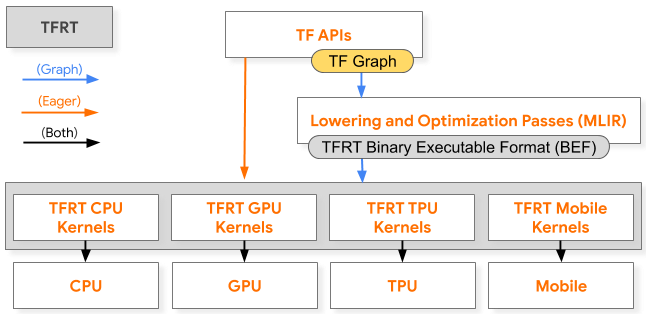 TFRT
(Graph)
(Eager)
(Both)
TF APIs
TF Graph
Lowering and Optimization Passes (MLIR)
TFRT Binary Executable Format (BEF)
TFRT CPU
Kernels
TFRT GPU
Kernels
TFRT TPU
Kernels
TFRT Mobile
Kernels
CPU
GPU
TPU
Mobile